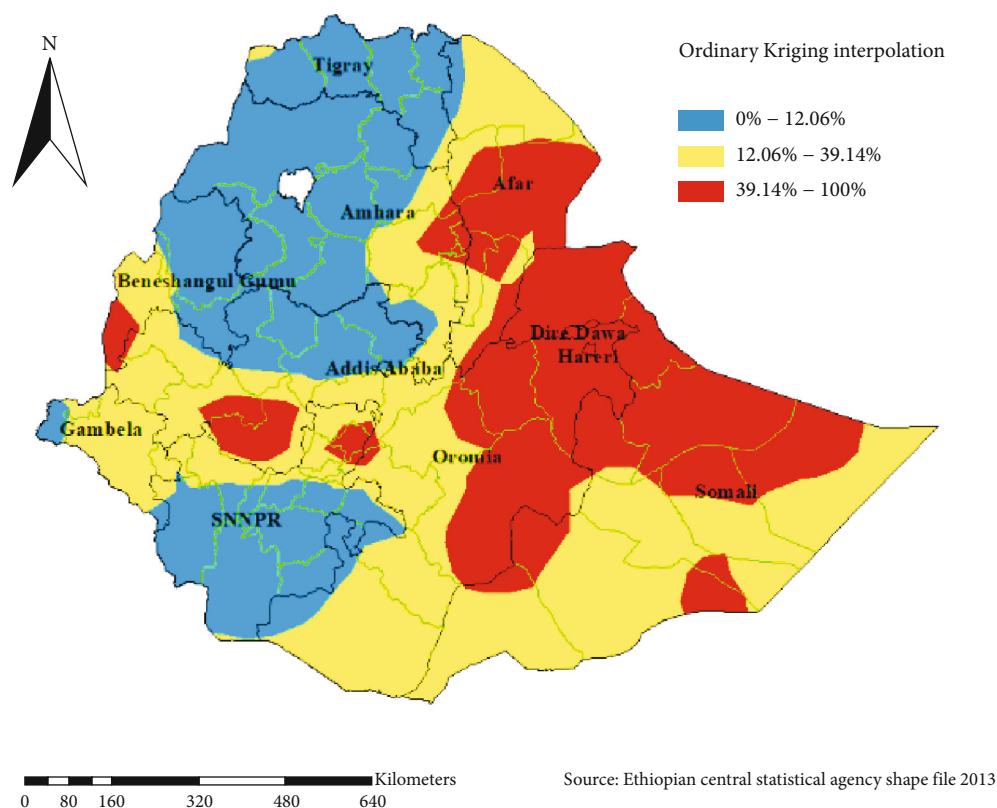 N
Ordinary Kriging interpolation
0% – 12.06%
12.06% – 39.14%
39.14% – 100%
Tigray
Afar
Amhara
Beneshangul Gumu
Dire Dawa
Hareri
Addis Ababa
Gambela
Oromia
Somali
SNNPR
Kilometers
0 80 160 320 480 640
Source: Ethiopian central statistical agency shape file 2013